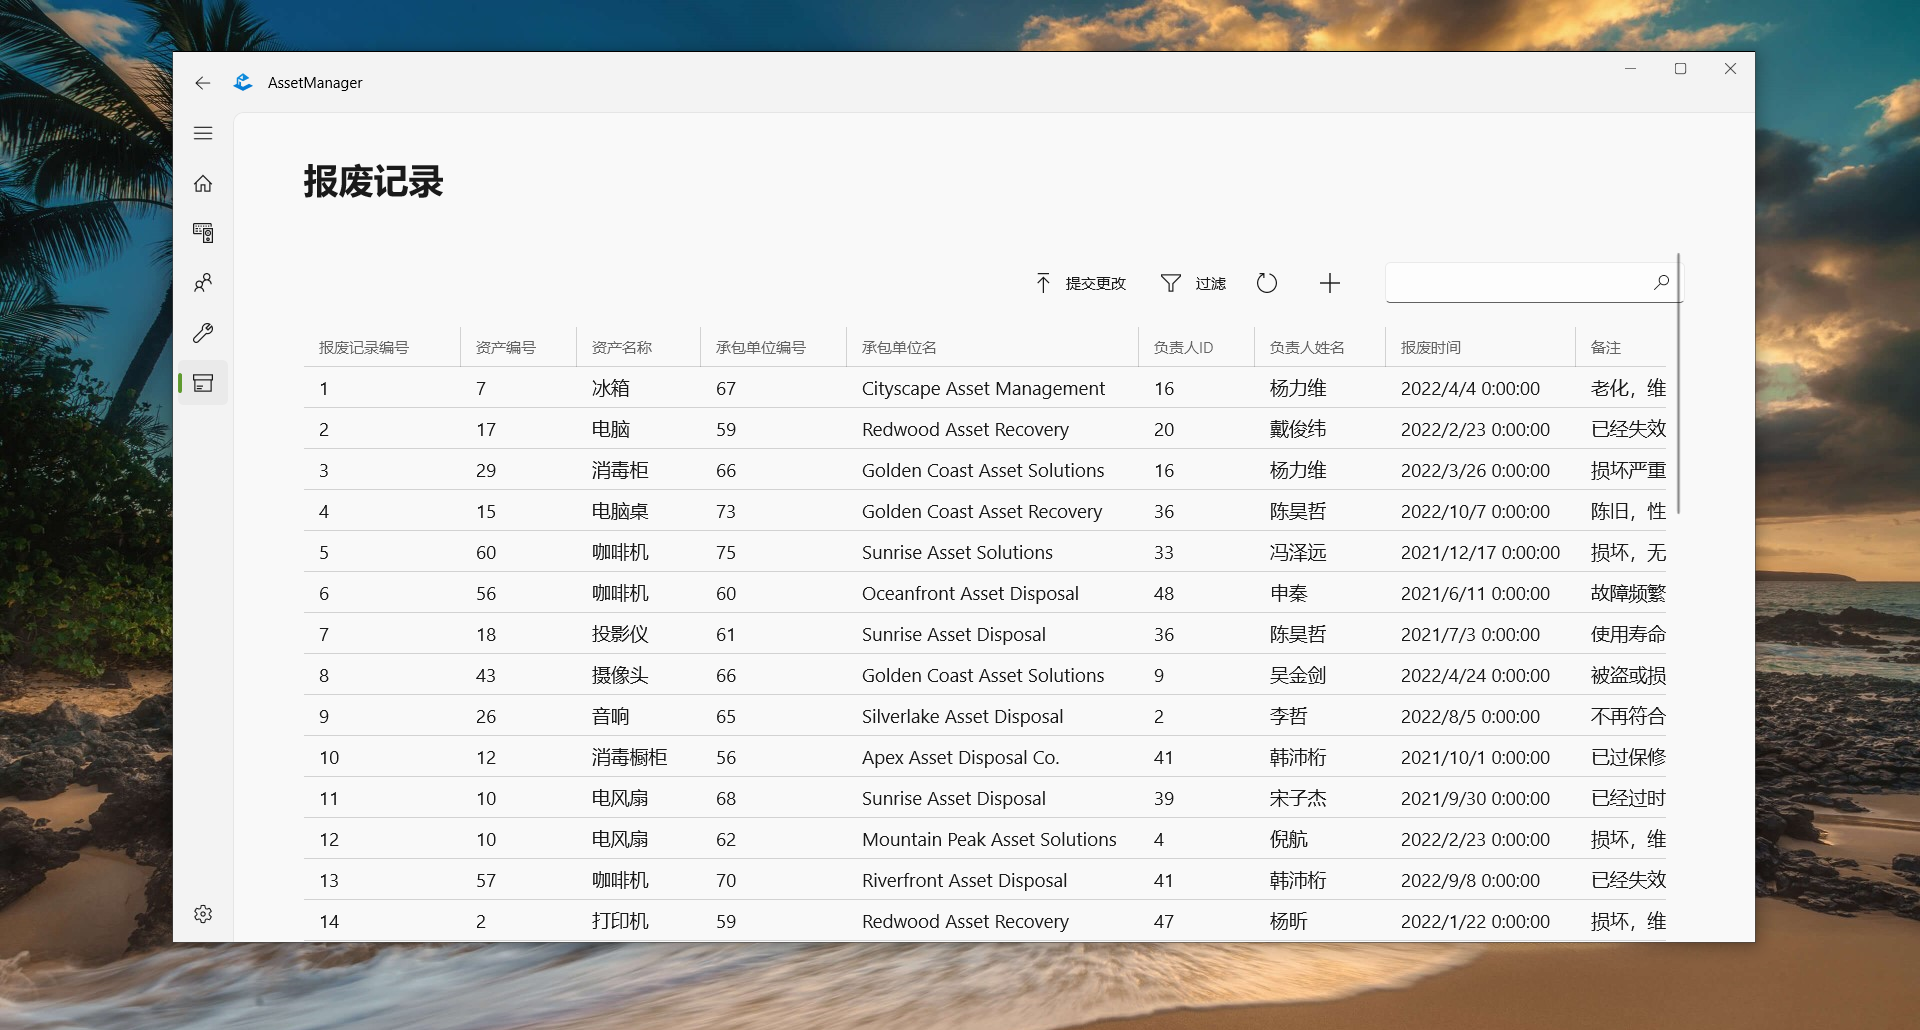 AssetManager
报废记录
提交更改 过滤
报废记录编号 资产编号 资产名称 承包单位编号 承包单位名 负责人ID 负责人姓名 报废时间 备注
1 7 冰箱 67 Cityscape Asset Management 16 杨力维 2022/4/4 0:00:00 老化，维
2 17 电脑 59 Redwood Asset Recovery 20 戴俊纬 2022/2/23 0:00:00 已经失效
3 29 消毒柜 66 Golden Coast Asset Solutions 16 杨力维 2022/3/26 0:00:00 损坏严重
4 15 电脑桌 73 Golden Coast Asset Recovery 36 陈昊哲 2022/10/7 0:00:00 陈旧，性
5 60 咖啡机 75 Sunrise Asset Solutions 33 冯泽远 2021/12/17 0:00:00 损坏，无
6 56 咖啡机 60 Oceanfront Asset Disposal 48 申秦 2021/6/11 0:00:00 故障频繁
7 18 投影仪 61 Sunrise Asset Disposal 36 陈昊哲 2021/7/3 0:00:00 使用寿命
8 43 摄像头 66 Golden Coast Asset Solutions 9 吴金剑 2022/4/24 0:00:00 被盗或损
9 26 音响 65 Silverlake Asset Disposal 2 李哲 2022/8/5 0:00:00 不再符合
10 12 消毒橱柜 56 Apex Asset Disposal Co. 41 韩沛桁 2021/10/1 0:00:00 已过保修
11 10 电风扇 68 Sunrise Asset Disposal 39 宋子杰 2021/9/30 0:00:00 已经过时
12 10 电风扇 62 Mountain Peak Asset Solutions 4 倪航 2022/2/23 0:00:00 损坏，维
13 57 咖啡机 70 Riverfront Asset Disposal 41 韩沛桁 2022/9/8 0:00:00 已经失效
14 2 打印机 59 Redwood Asset Recovery 47 杨昕 2022/1/22 0:00:00 损坏，维